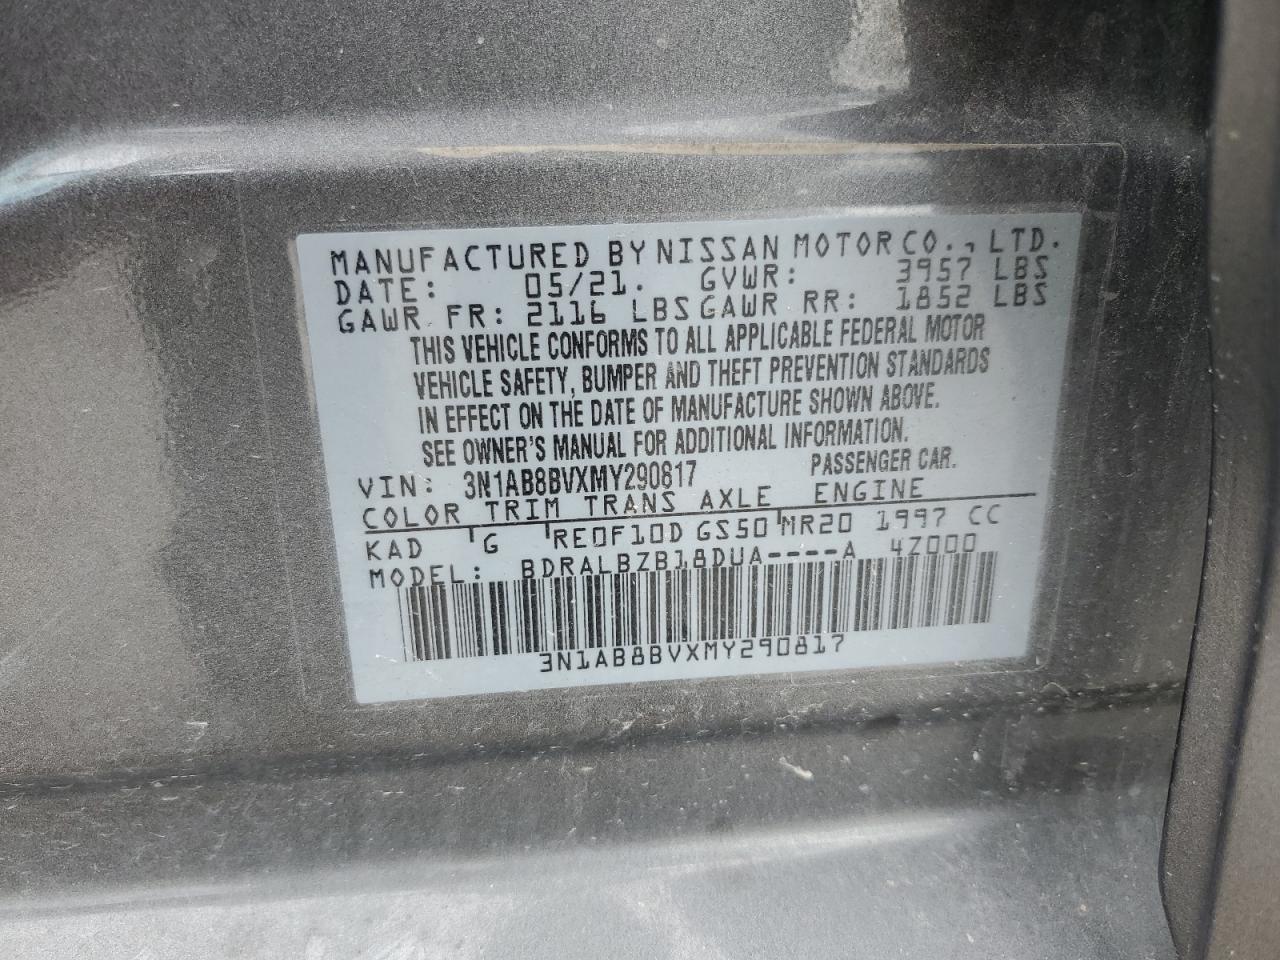 MANUFACTURED BY NISSAN MOTOR CO., LTD.
DATE: 05/21. GVWR: 3957 LBS
GAWR FR: 2116 LBS GAWR RR: 1852 LBS
THIS VEHICLE CONFORMS TO ALL APPLICABLE FEDERAL MOTOR
VEHICLE SAFETY, BUMPER AND THEFT PREVENTION STANDARDS
IN EFFECT ON THE DATE OF MANUFACTURE SHOWN ABOVE.
SEE OWNER'S MANUAL FOR ADDITIONAL INFORMATION.
VIN: 3N1AB8BVXMY290817 PASSENGER CAR.
COLOR TRIM TRANS AXLE ENGINE
KAD G RE0F10D GS50 MR20 1997 CC
MODEL: BDRALBZB18DUA----A 4Z000
3N1AB8BVXMY290817